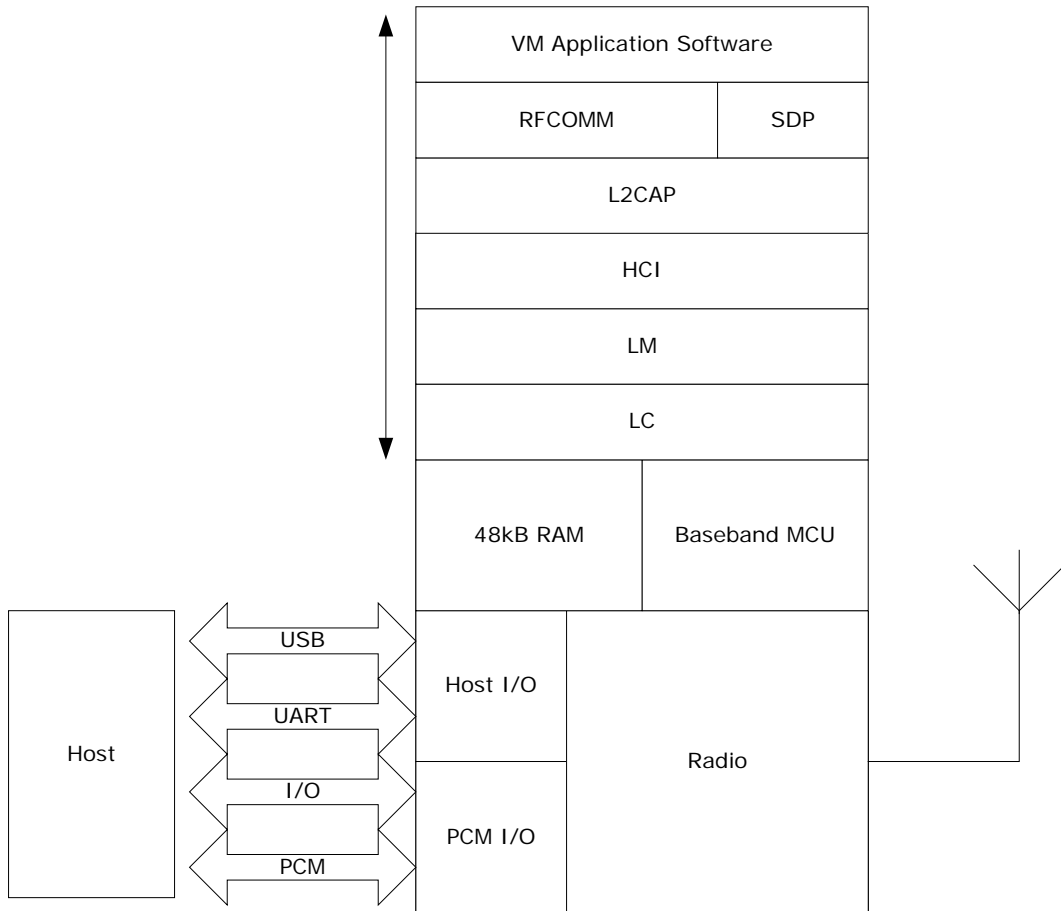 VM Application Software
RFCOMM
SDP
L2CAP
HCI
LM
LC
48kB RAM
Baseband MCU
USB
Host I/O
UART
Host
Radio
I/O
PCM I/O
PCM